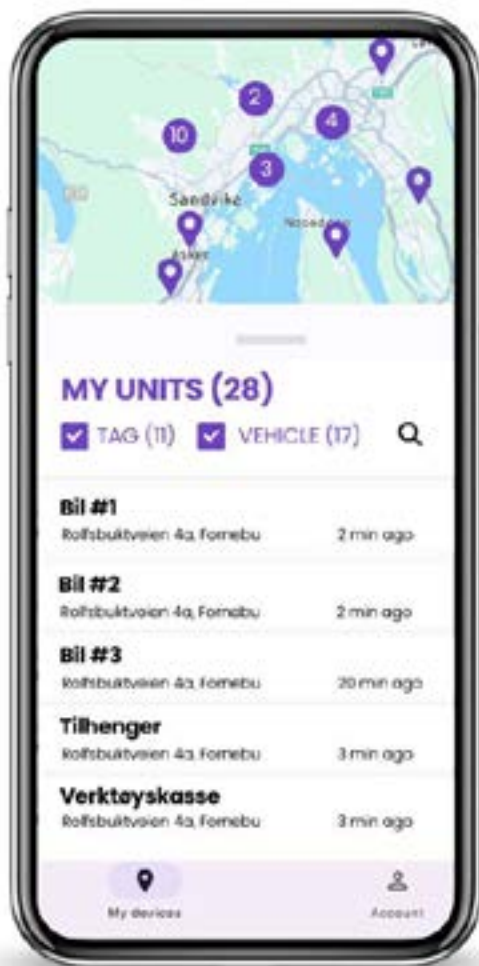 2
10
4
3
Sandvika
Asker
MY UNITS (28)
TAG (11) VEHICLE (17)
Bil #1
Rolfsbuktveien 4a, Fornebu 2 min ago
Bil #2
Rolfsbuktveien 4a, Fornebu 2 min ago
Bil #3
Rolfsbuktveien 4a, Fornebu 20 min ago
Tilhenger
Rolfsbuktveien 4a, Fornebu 3 min ago
Verktøyskasse
Rolfsbuktveien 4a, Fornebu 3 min ago
My devices Account